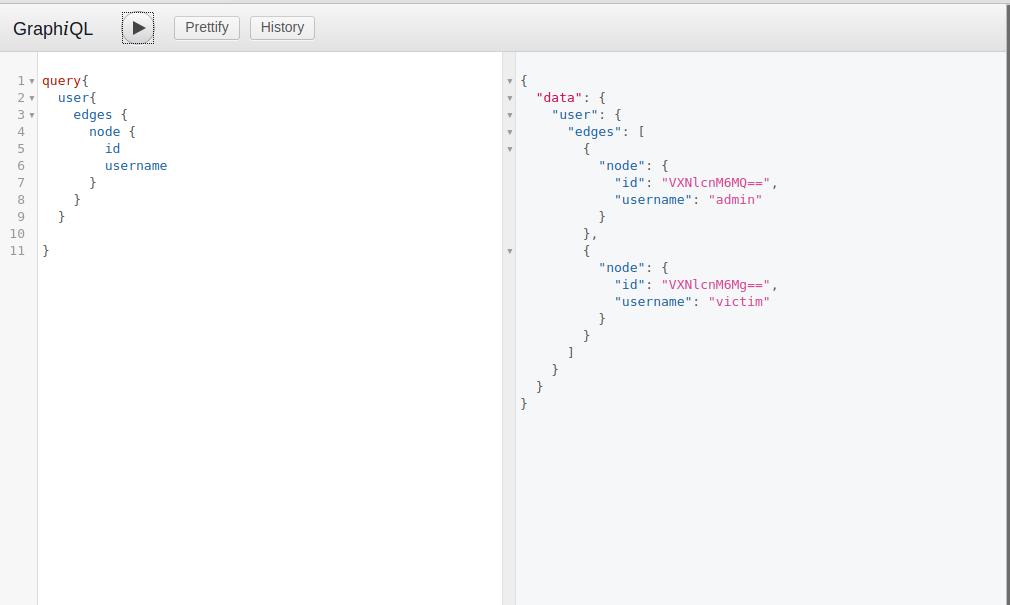 GraphiQL Prettify History
1 query{
2 user{
3 edges {
4 node {
5 id
6 username
7 }
8 }
9 }
10
11 }
{
"data": {
"user": {
"edges": [
{
"node": {
"id": "VXNlcnM6MQ==",
"username": "admin"
}
},
{
"node": {
"id": "VXNlcnM6Mg==",
"username": "victim"
}
}
]
}
}
}